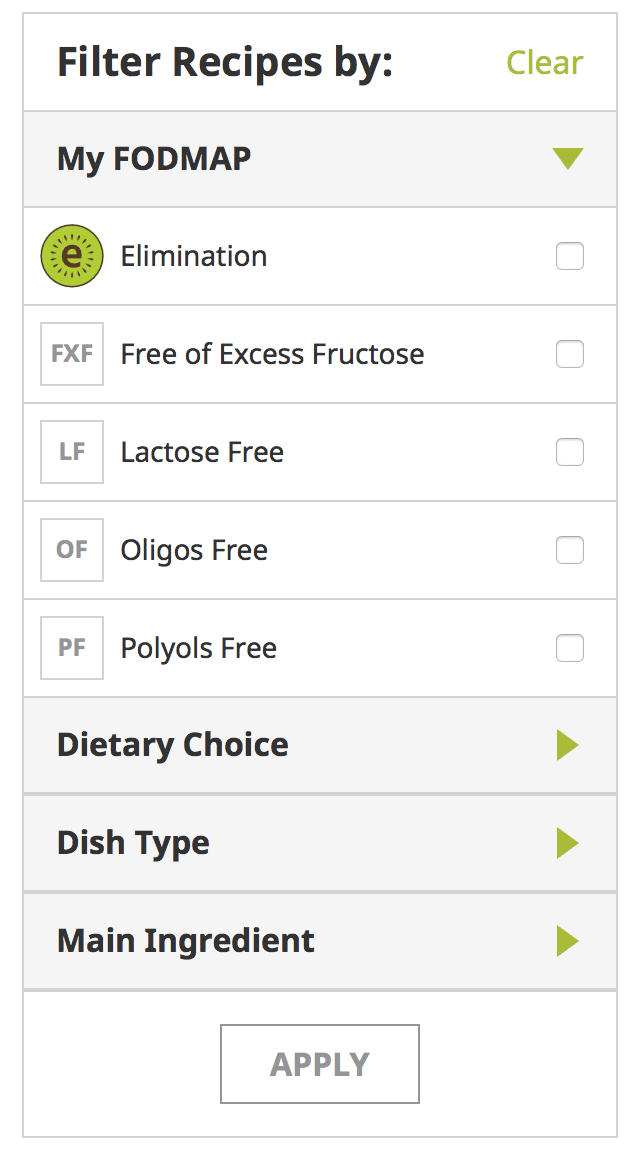 Filter Recipes by: Clear
My FODMAP
e Elimination
FXF Free of Excess Fructose
LF Lactose Free
OF Oligos Free
PF Polyols Free
Dietary Choice
Dish Type
Main Ingredient
APPLY